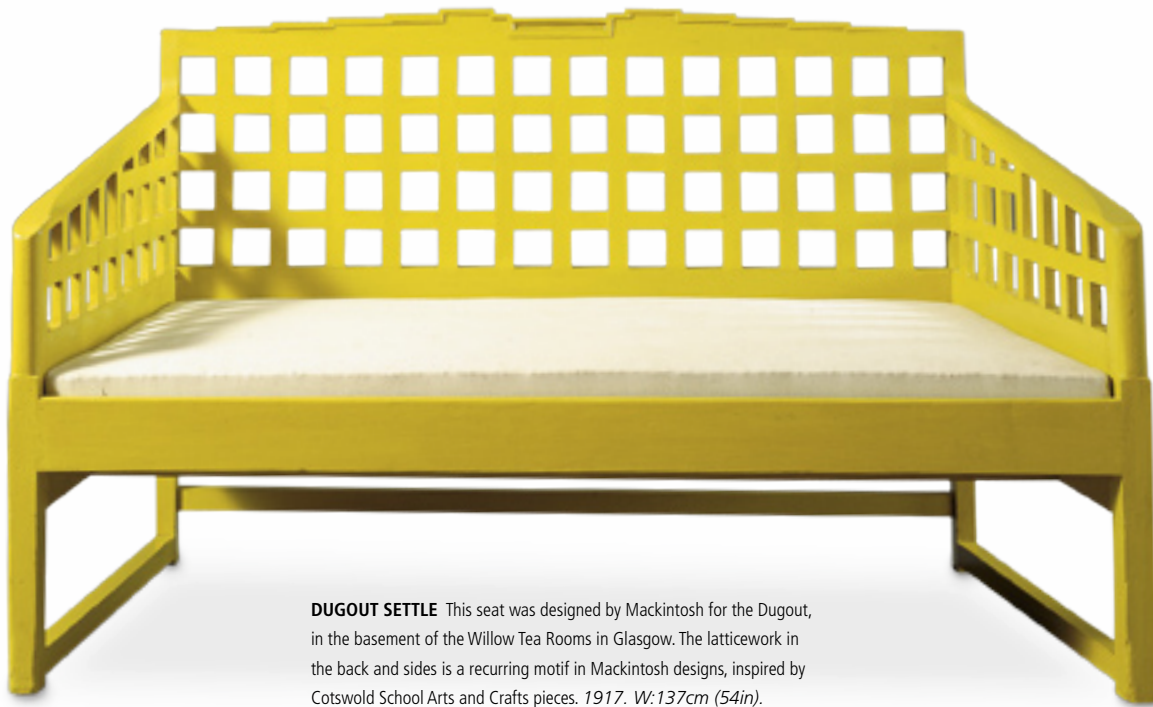 DUGOUT SETTLE This seat was designed by Mackintosh for the Dugout,
in the basement of the Willow Tea Rooms in Glasgow. The latticework in
the back and sides is a recurring motif in Mackintosh designs, inspired by
Cotswold School Arts and Crafts pieces. 1917. W:137cm (54in).